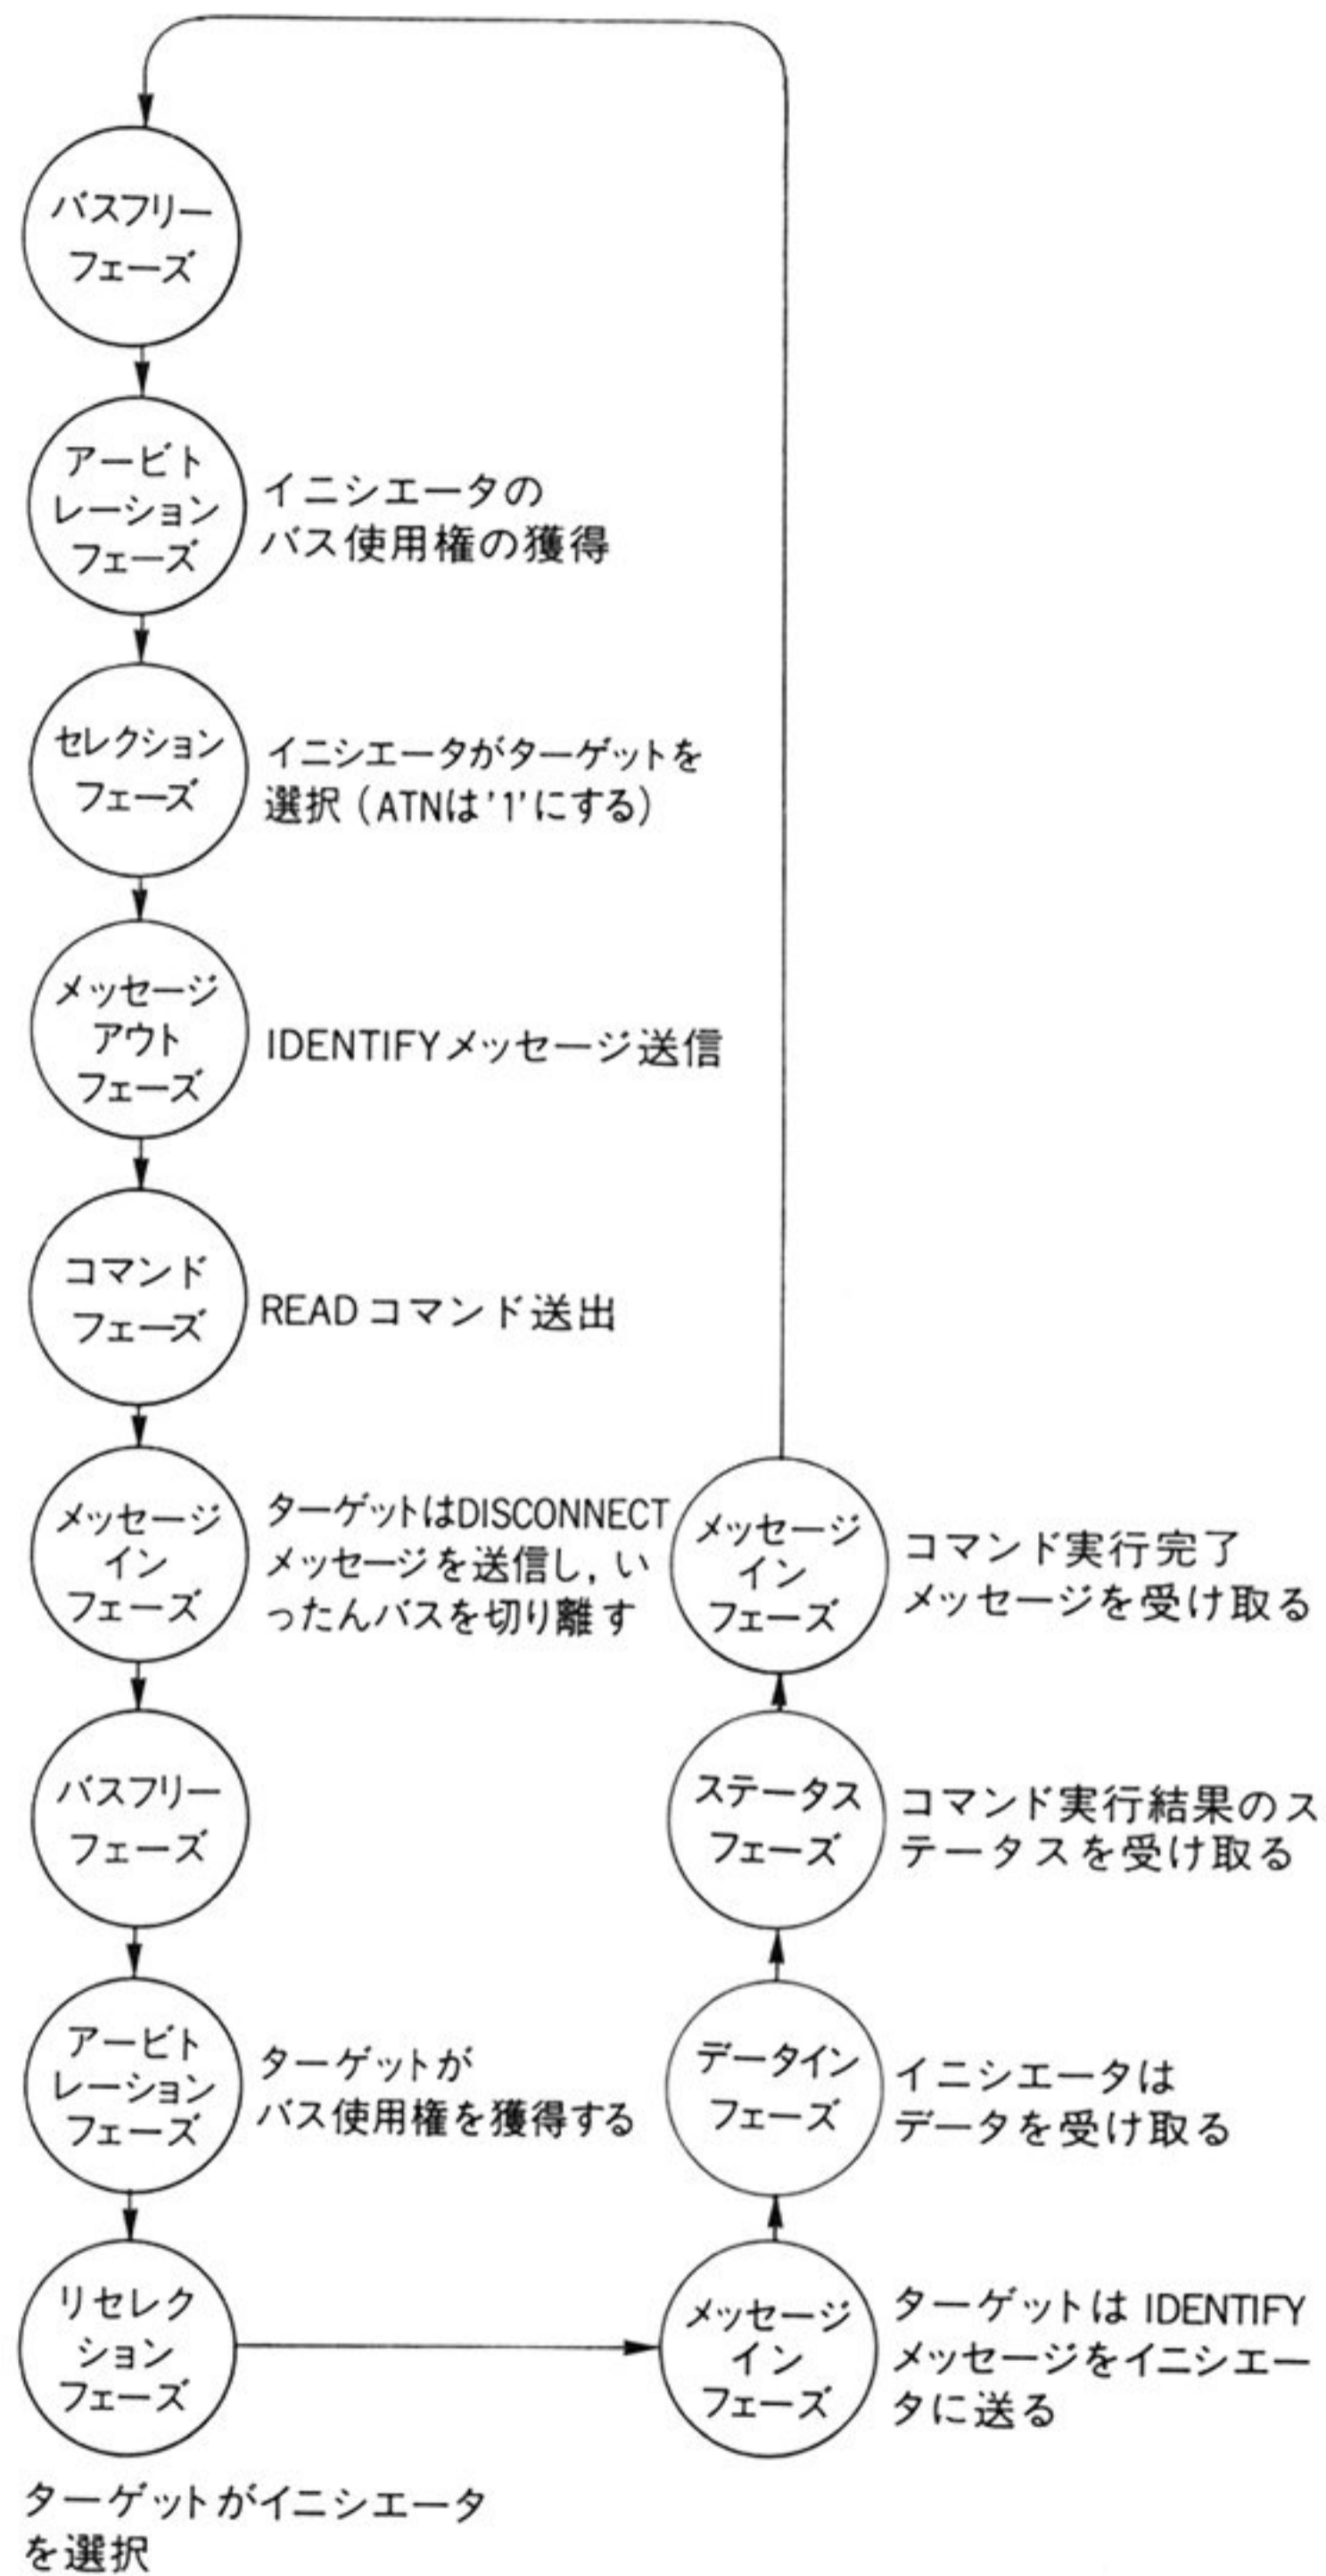 バスフリー
フェーズ
アービト
レーション
フェーズ
イニシエータの
バス使用権の獲得
セレクション
フェーズ
イニシエータがターゲットを
選択（ATNは'1'にする）
メッセージ
アウト
フェーズ
IDENTIFYメッセージ送信
コマンド
フェーズ
READコマンド送出
メッセージ
イン
フェーズ
ターゲットはDISCONNECT
メッセージを送信し，い
ったんバスを切り離す
バスフリー
フェーズ
アービト
レーション
フェーズ
ターゲットが
バス使用権を獲得する
リセレク
ション
フェーズ
ターゲットがイニシエータ
を選択
メッセージ
イン
フェーズ
ターゲットは IDENTIFY
メッセージをイニシエー
タに送る
データイン
フェーズ
イニシエータは
データを受け取る
ステータス
フェーズ
コマンド実行結果のス
テータスを受け取る
メッセージ
イン
フェーズ
コマンド実行完了
メッセージを受け取る